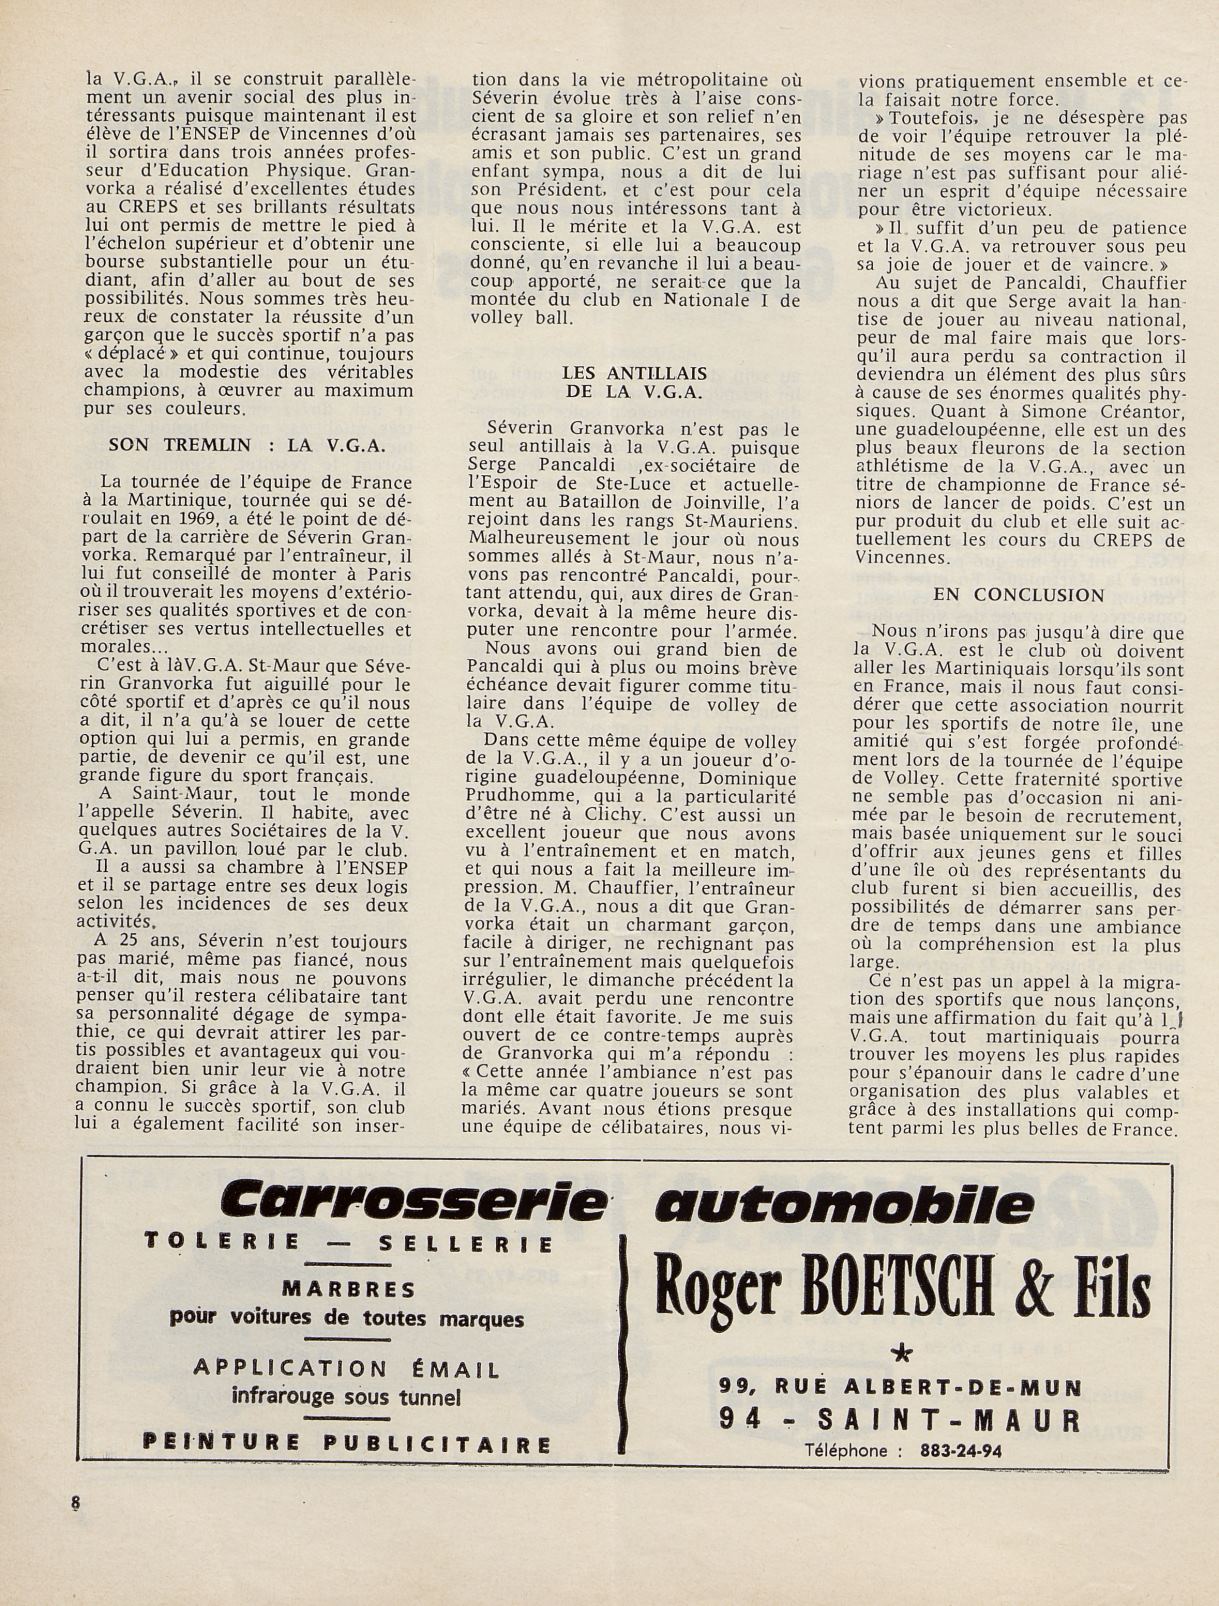 la V.G.A., il se construit parallèle-
ment un avenir social des plus in-
téressants puisque maintenant il est
élève de l'ENSEP de Vincennes d'où
il sortira dans trois années profes-
seur d'Education Physique. Gran-
vorka a réalisé d'excellentes études
au CREPS et ses brillants résultats
lui ont permis de mettre le pied à
l'échelon supérieur et d'obtenir une
bourse substantielle pour un étu-
diant, afin d'aller au bout de ses
possibilités. Nous sommes très heu-
reux de constater la réussite d'un
garçon que le succès sportif n'a pas
« déplacé » et qui continue, toujours
avec la modestie des véritables
champions, à œuvrer au maximum
pur ses couleurs.
SON TREMLIN : LA V.G.A.
La tournée de l'équipe de France
à la Martinique, tournée qui se dé-
roulait en 1969, a été le point de dé-
part de la carrière de Séverin Gran-
vorka. Remarqué par l'entraîneur, il
lui fut conseillé de monter à Paris
où il trouverait les moyens d'extério-
riser ses qualités sportives et de con-
crétiser ses vertus intellectuelles et
morales...
C'est à làV.G.A. St-Maur que Séve-
rin Granvorka fut aiguillé pour le
côté sportif et d'après ce qu'il nous
a dit, il n'a qu'à se louer de cette
option qui lui a permis, en grande
partie, de devenir ce qu'il est, une
grande figure du sport français.
A Saint-Maur, tout le monde
l'appelle Séverin. Il habite, avec
quelques autres Sociétaires de la V.
G.A. un pavillon loué par le club.
Il a aussi sa chambre à l'ENSEP
et il se partage entre ses deux logis
selon les incidences de ses deux
activités.
A 25 ans, Séverin n'est toujours
pas marié, même pas fiancé, nous
a-t-il dit, mais nous ne pouvons
penser qu'il restera célibataire tant
sa personnalité dégage de sympa-
thie, ce qui devrait attirer les par-
tis possibles et avantageux qui vou-
draient bien unir leur vie à notre
champion. Si grâce à la V.G.A. il
a connu le succès sportif, son club
lui a également facilité son inser-
tion dans la vie métropolitaine où
Séverin évolue très à l'aise cons-
cient de sa gloire et son relief n'en
écrasant jamais ses partenaires, ses
amis et son public. C'est un grand
enfant sympa, nous a dit de lui
son Président, et c'est pour cela
que nous nous intéressons tant à
lui. Il le mérite et la V.G.A. est
consciente, si elle lui a beaucoup
donné, qu'en revanche il lui a beau-
coup apporté, ne serait-ce que la
montée du club en Nationale I de
volley ball.
LES ANTILLAIS
DE LA V.G.A.
Séverin Granvorka n'est pas le
seul antillais à la V.G.A. puisque
Serge Pancaldi ,ex-sociétaire de
l'Espoir de Ste-Luce et actuelle-
ment au Bataillon de Joinville, l'a
rejoint dans les rangs St-Mauriens.
Malheureusement le jour où nous
sommes allés à St-Maur, nous n'a-
vons pas rencontré Pancaldi, pour-
tant attendu, qui, aux dires de Gran-
vorka, devait à la même heure dis-
puter une rencontre pour l'armée.
Nous avons oui grand bien de
Pancaldi qui à plus ou moins brève
échéance devait figurer comme titu-
laire dans l'équipe de volley de
la V.G.A.
Dans cette même équipe de volley
de la V.G.A., il y a un joueur d'o-
rigine guadeloupéenne, Dominique
Prudhomme, qui a la particularité
d'être né à Clichy. C'est aussi un
excellent joueur que nous avons
vu à l'entraînement et en match,
et qui nous a fait la meilleure im-
pression. M. Chauffier, l'entraîneur
de la V.G.A., nous a dit que Gran-
vorka était un charmant garçon,
facile à diriger, ne rechignant pas
sur l'entraînement mais quelquefois
irrégulier, le dimanche précédent la
V.G.A. avait perdu une rencontre
dont elle était favorite. Je me suis
ouvert de ce contre-temps auprès
de Granvorka qui m'a répondu :
« Cette année l'ambiance n'est pas
la même car quatre joueurs se sont
mariés. Avant nous étions presque
une équipe de célibataires, nous vi-
vions pratiquement ensemble et ce-
la faisait notre force.
» Toutefois, je ne désespère pas
de voir l'équipe retrouver la plé-
nitude de ses moyens car le ma-
riage n'est pas suffisant pour alié-
ner un esprit d'équipe nécessaire
pour être victorieux.
» Il suffit d'un peu de patience
et la V.G.A. va retrouver sous peu
sa joie de jouer et de vaincre. »
Au sujet de Pancaldi, Chauffier
nous a dit que Serge avait la han-
tise de jouer au niveau national,
peur de mal faire mais que lors-
qu'il aura perdu sa contraction il
deviendra un élément des plus sûrs
à cause de ses énormes qualités phy-
siques. Quant à Simone Créantor,
une guadeloupéenne, elle est un des
plus beaux fleurons de la section
athlétisme de la V.G.A., avec un
titre de championne de France sé-
niors de lancer de poids. C'est un
pur produit du club et elle suit ac-
tuellement les cours du CREPS de
Vincennes.
EN CONCLUSION
Nous n'irons pas jusqu'à dire que
la V.G.A. est le club où doivent
aller les Martiniquais lorsqu'ils sont
en France, mais il nous faut consi-
dérer que cette association nourrit
pour les sportifs de notre île, une
amitié qui s'est forgée profondé-
ment lors de la tournée de l'équipe
de Volley. Cette fraternité sportive
ne semble pas d'occasion ni ani-
mée par le besoin de recrutement,
mais basée uniquement sur le souci
d'offrir aux jeunes gens et filles
d'une île où des représentants du
club furent si bien accueillis, des
possibilités de démarrer sans per-
dre de temps dans une ambiance
où la compréhension est la plus
large.
Ce n'est pas un appel à la migra-
tion des sportifs que nous lançons,
mais une affirmation du fait qu'à
V.G.A. tout martiniquais pourra
trouver les moyens les plus rapides
pour s'épanouir dans le cadre d'une
organisation des plus valables et
grâce à des installations qui comp-
tent parmi les plus belles de France.
Carrosserie automobile
TOLERIE — SELLERIE
MARBRES
pour voitures de toutes marques
APPLICATION ÉMAIL
infrarouge sous tunnel
PEINTURE PUBLICITAIRE
Roger BOETSCH & Fils
★
99, RUE ALBERT-DE-MUN
94 - SAINT-MAUR
Téléphone : 883-24-94
8